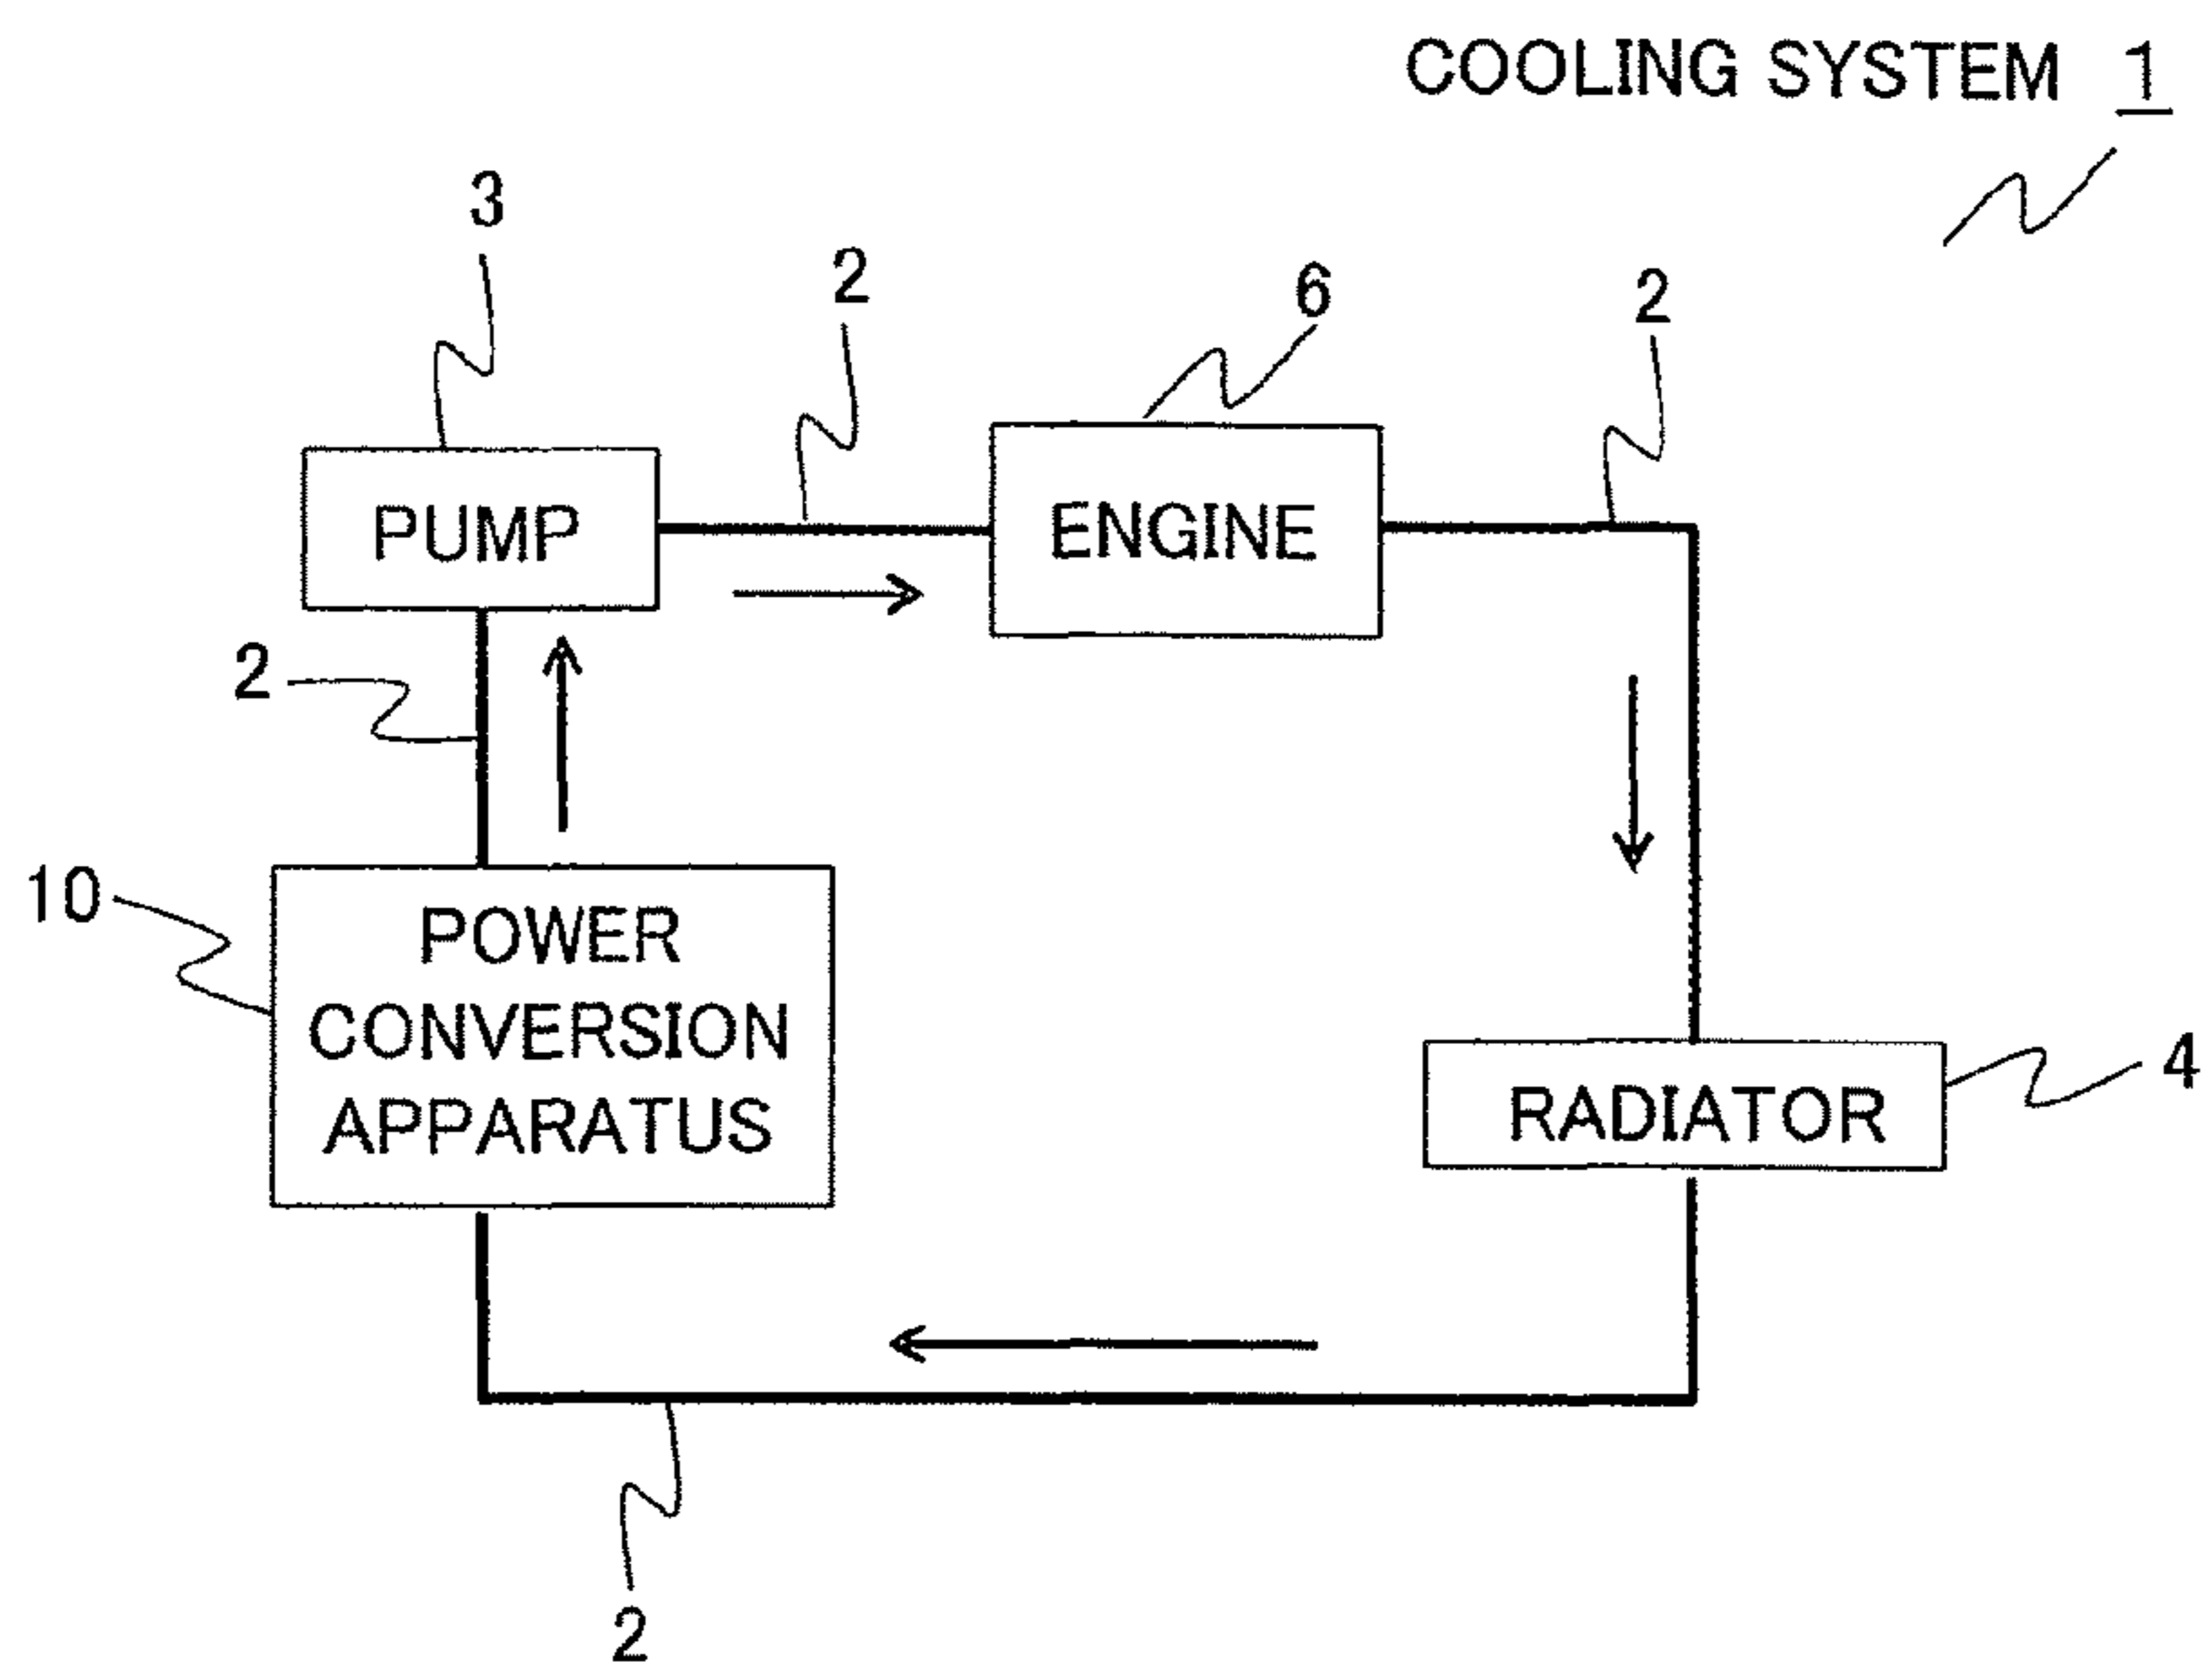 COOLING SYSTEM 1
3
2
6
2
PUMP
ENGINE
2
10
POWER
CONVERSION
APPARATUS
RADIATOR
4
2